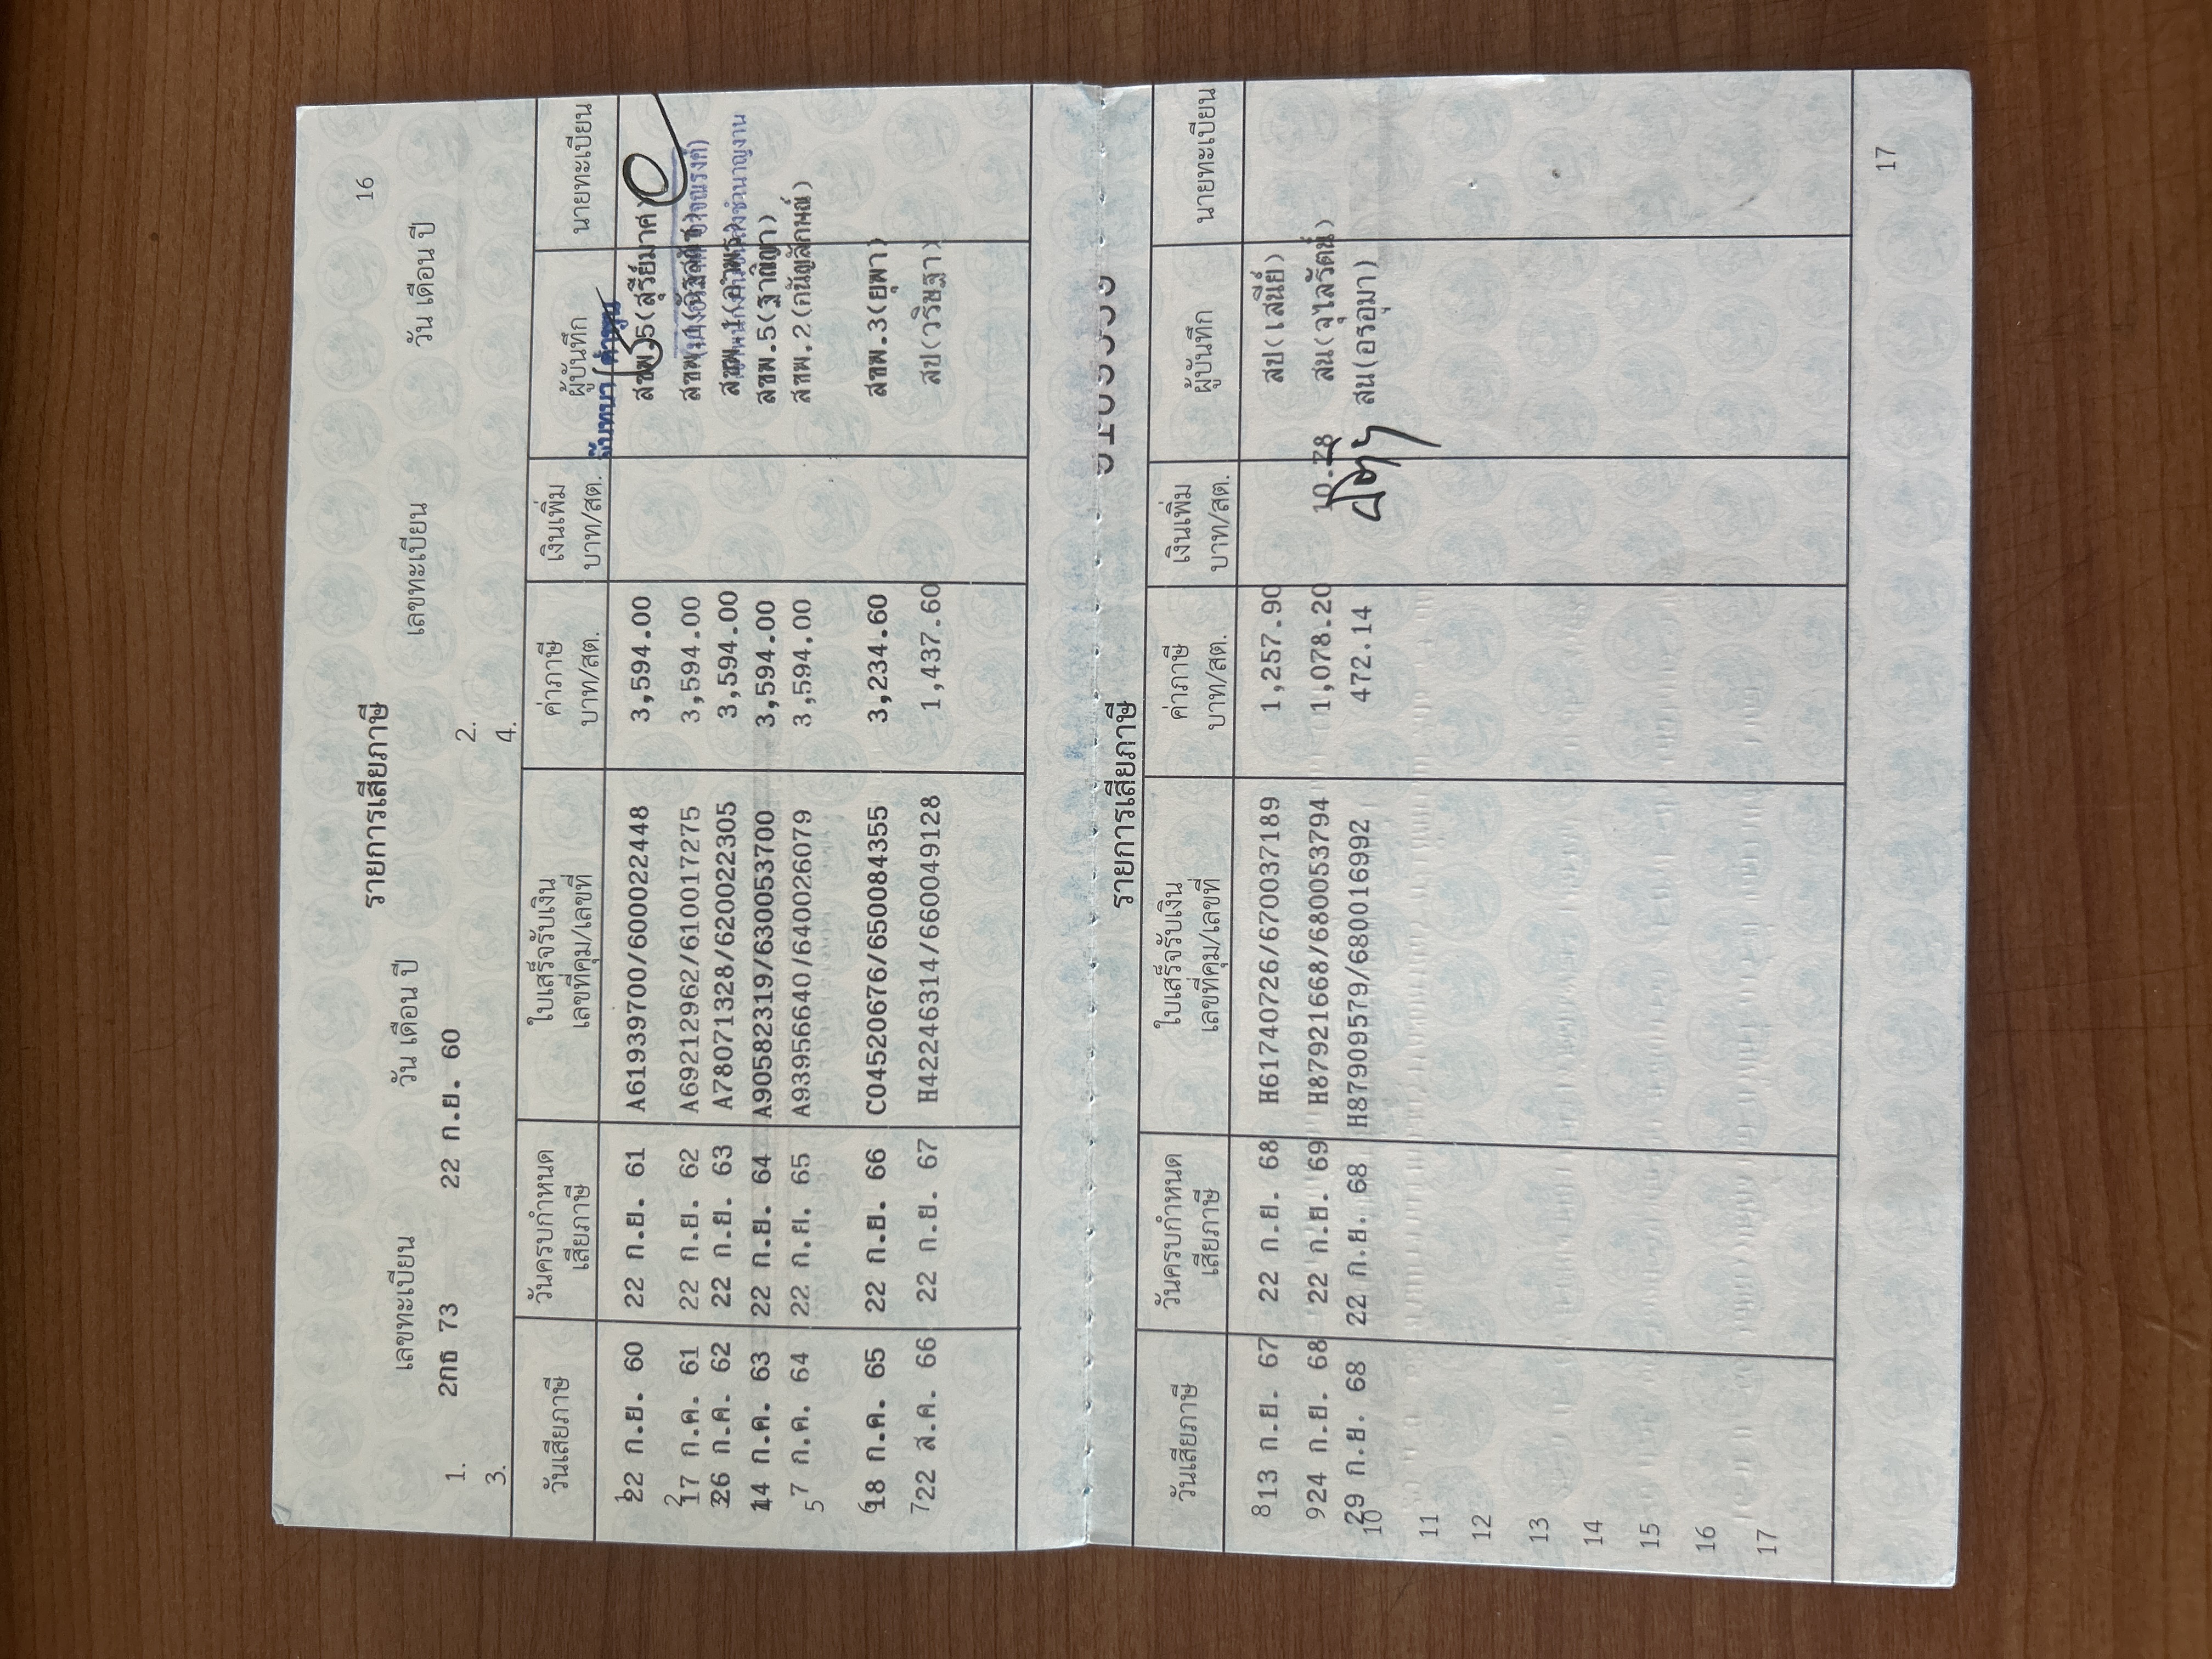 16
รายการเสียภาษี
เลขทะเบียน วัน เดือน ปี เลขทะเบียน วัน เดือน ปี
1. 2กธ 73 22 ก.ย. 60 2.
3. 4.
วันเสียภาษี วันครบกำหนด เสียภาษี ใบเสร็จรับเงิน เลขที่คุม/เลขที่ ค่าภาษี บาท/สต. เงินเพิ่ม บาท/สต. ผู้บันทึก นายทะเบียน
1 22 ก.ย. 60 22 ก.ย. 61 A61939700/600022448 3,594.00 สขพ.5(สุรีย์มาศ)
2 17 ก.ค. 61 22 ก.ย. 62 A69212962/610017275 3,594.00
26 ก.ค. 62 22 ก.ย. 63 A78071328/620022305 3,594.00
14 ก.ค. 63 22 ก.ย. 64 A90582319/630053700 3,594.00 สขพ.5(ฐาณิญา)
5 7 ก.ค. 64 22 ก.ย. 65 A93956640/640026079 3,594.00 สขพ.2(กนัญลักษณ์)
6 18 ก.ค. 65 22 ก.ย. 66 C04520676/650084355 3,234.60 สขพ.3(ยุพา)
7 22 ส.ค. 66 22 ก.ย. 67 H42246314/660049128 1,437.60 สป(วริษฐา)
รายการเสียภาษี
วันเสียภาษี วันครบกำหนด เสียภาษี ใบเสร็จรับเงิน เลขที่คุม/เลขที่ ค่าภาษี บาท/สต. เงินเพิ่ม บาท/สต. ผู้บันทึก นายทะเบียน
8 13 ก.ย. 67 22 ก.ย. 68 H61740726/670037189 1,257.90 สป(เสนีย์)
9 24 ก.ย. 68 22 ก.ย. 69 H87921668/680053794 1,078.20 10.78 สน(จุไลรัตน์)
10 29 ก.ย. 68 22 ก.ย. 68 H87909579/680016992 472.14 สน(อรอุมา)
11
12
13
14
15
16
17
17